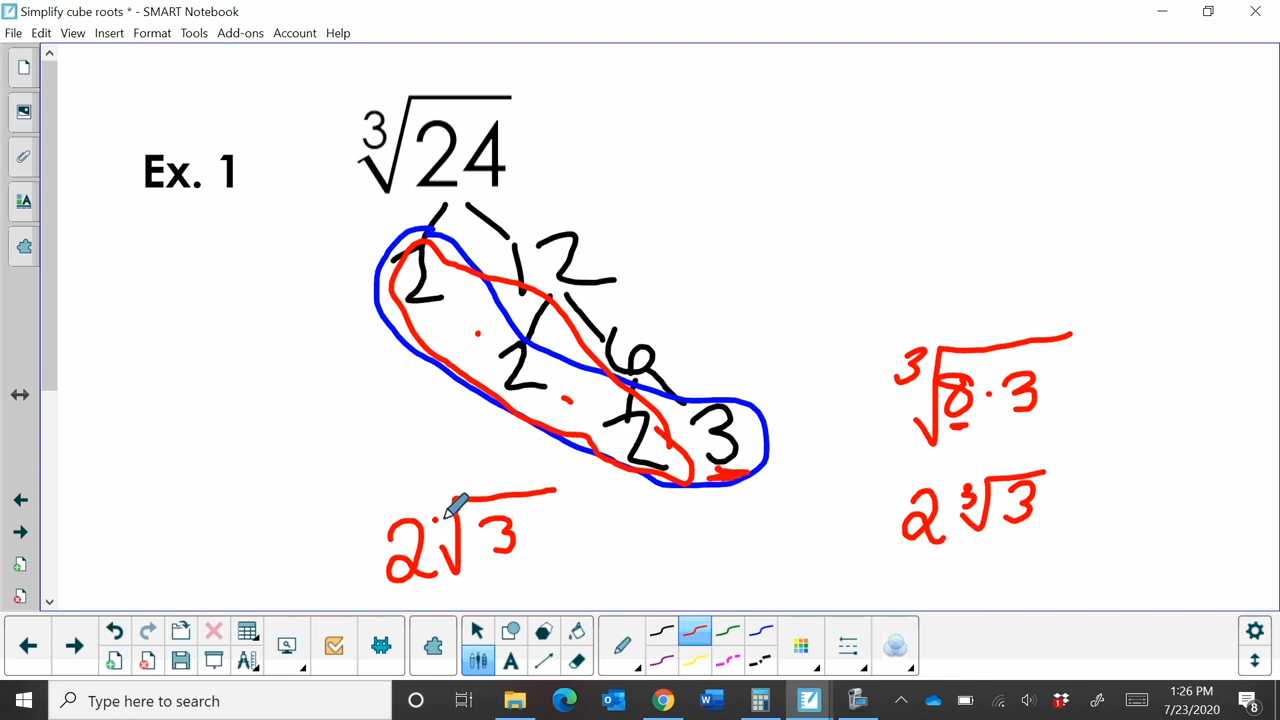 Simplify cube roots * - SMART Notebook
File Edit View Insert Format Tools Add-ons Account Help
Ex. 1
∛24
2 12
2 6
2 3
∛8·3
2∛3
2√3
Type here to search
1:26 PM
7/23/2020
8